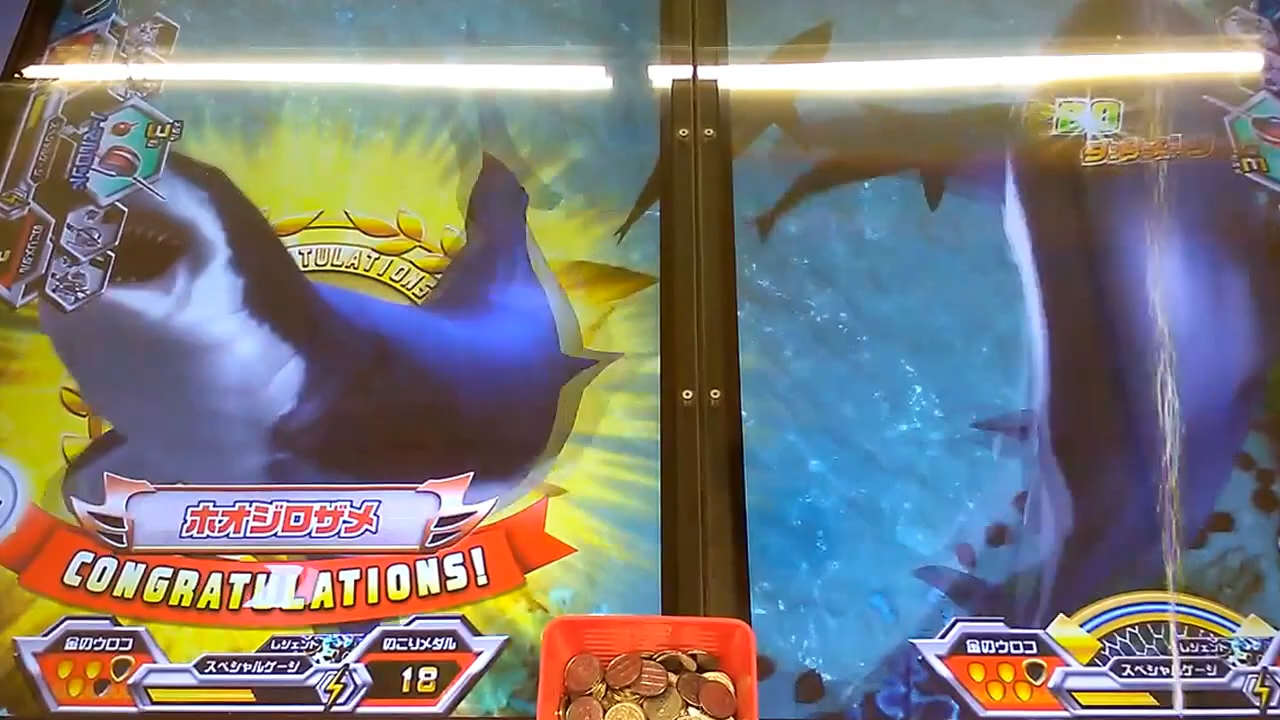 TULATIONS
ホオジロザメ
CONGRATULATIONS!
金のウロコ
レジェンド
スペシャルゲージ
のこりメダル
18
金のウロコ
レジェンド
スペシャルゲージ